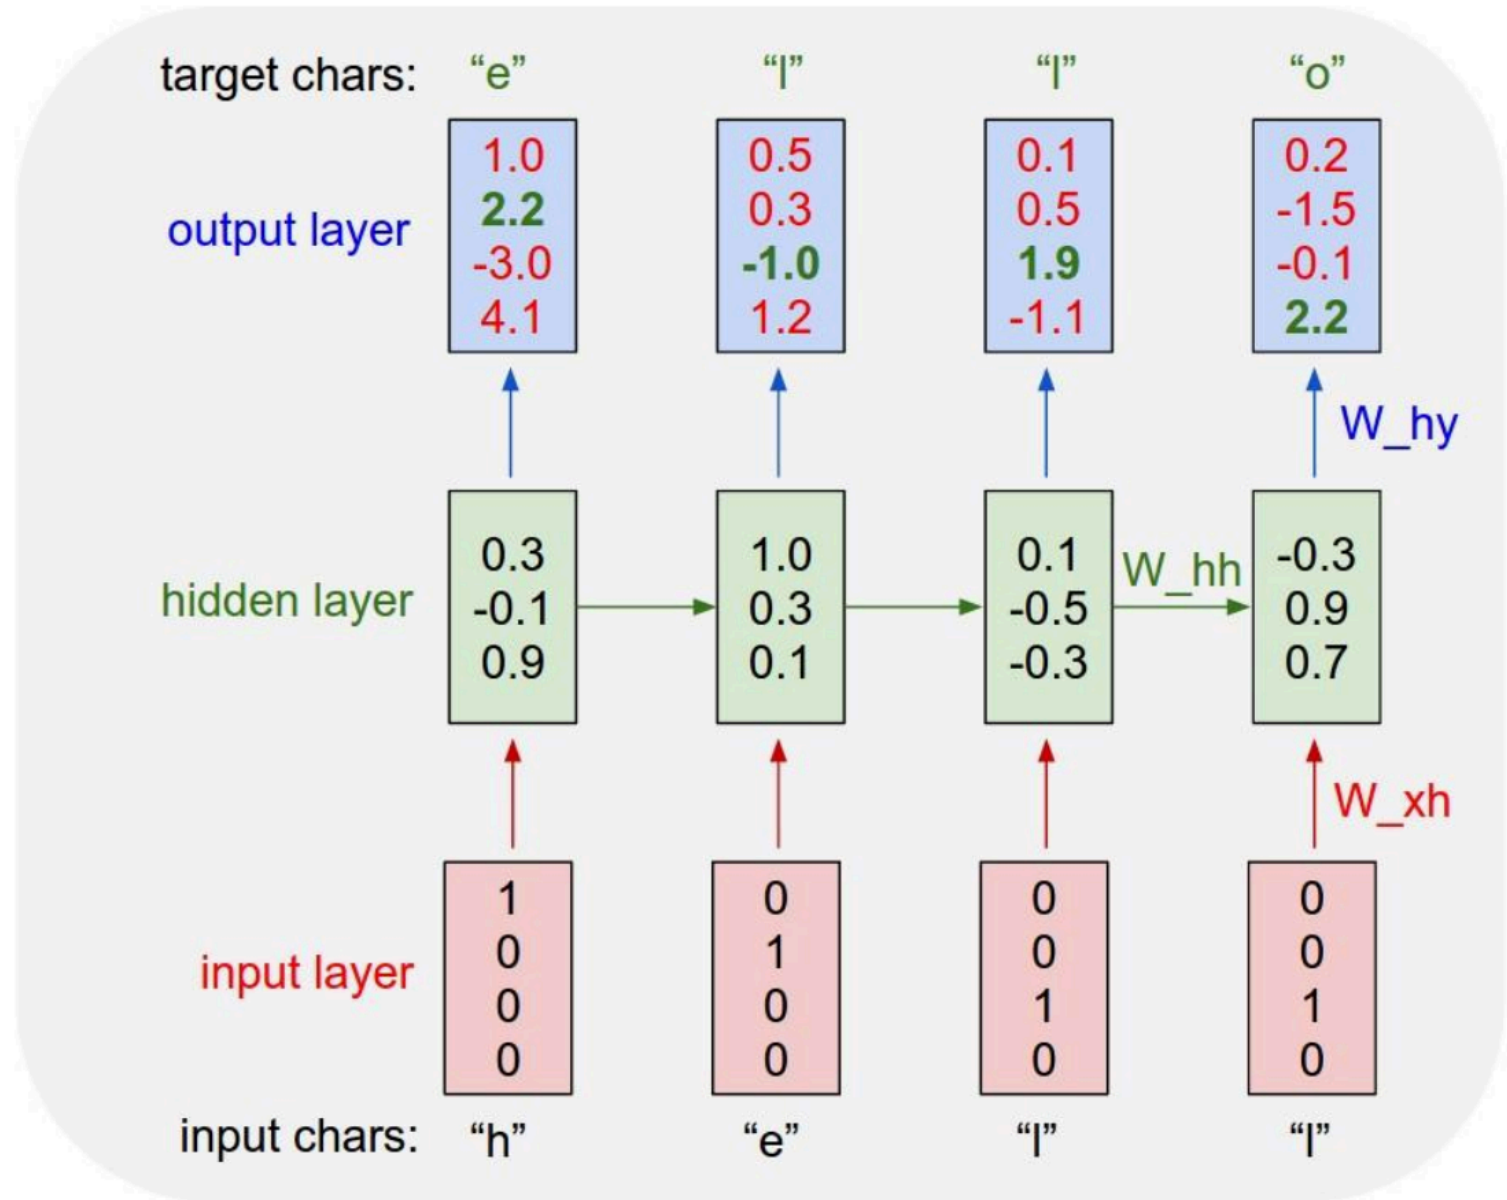 target chars: “e” “l” “l” “o”
1.0 0.5 0.1 0.2
2.2 0.3 0.5 -1.5
output layer
-3.0 -1.0 1.9 -0.1
4.1 1.2 -1.1 2.2
W_hy
0.3 1.0 0.1 -0.3
W_hh
hidden layer
-0.1 0.3 -0.5 0.9
0.9 0.1 -0.3 0.7
W_xh
1 0 0 0
0 1 0 0
input layer
0 0 1 1
0 0 0 0
input chars: “h” “e” “l” “l”